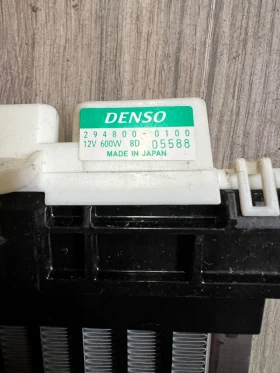 DENSO
294800-0100
12V 600W 8D 05588
MADE IN JAPAN